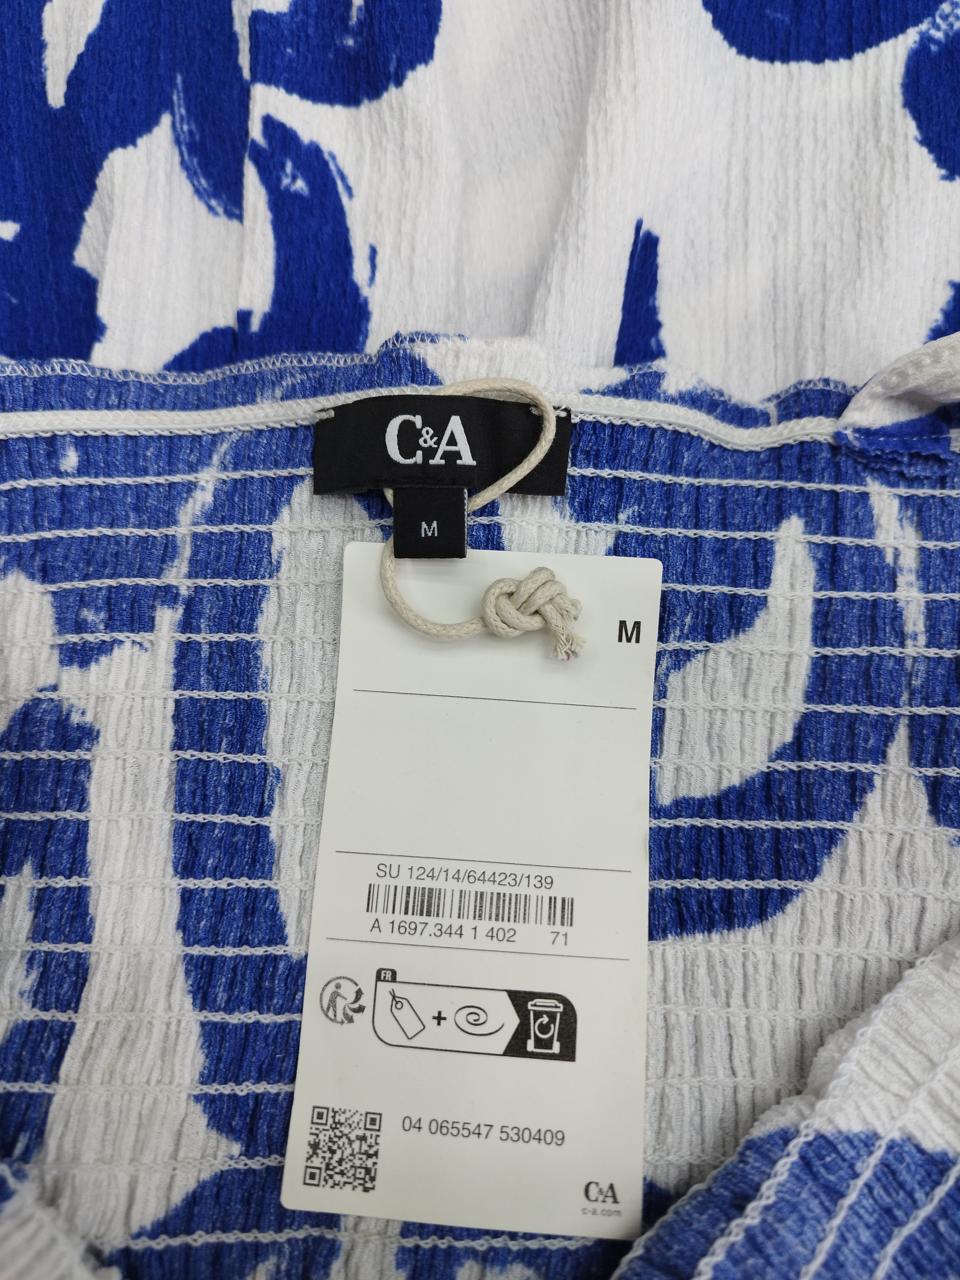 C&A
M
M
SU 124/14/64423/139
A 1697.344 1 402 71
FR
+
04 065547 530409
C&A
c-a.com